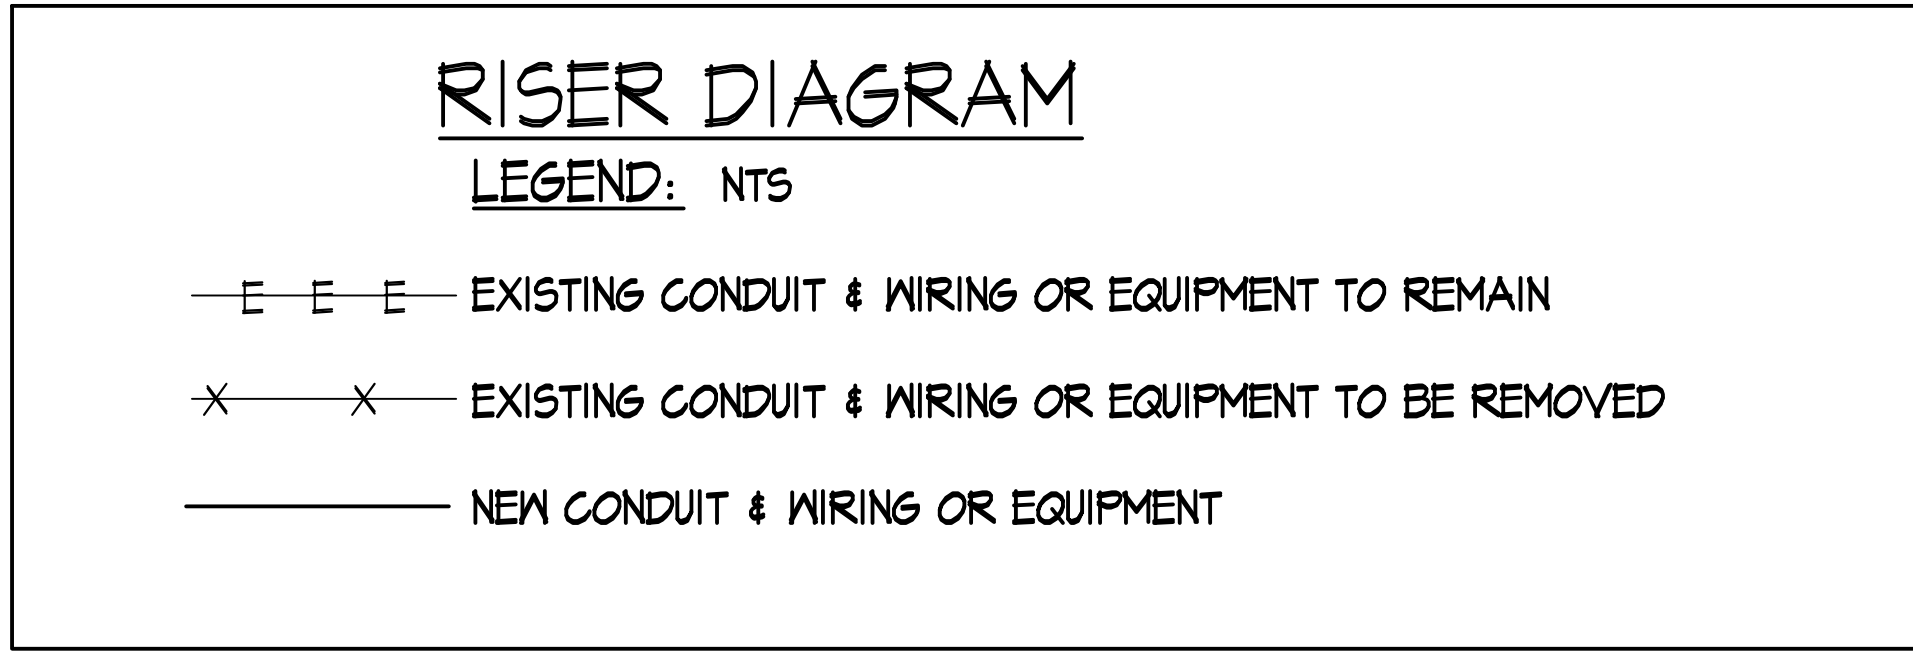 RISER DIAGRAM
LEGEND: NTS
E E E EXISTING CONDUIT & WIRING OR EQUIPMENT TO REMAIN
X X EXISTING CONDUIT & WIRING OR EQUIPMENT TO BE REMOVED
NEW CONDUIT & WIRING OR EQUIPMENT